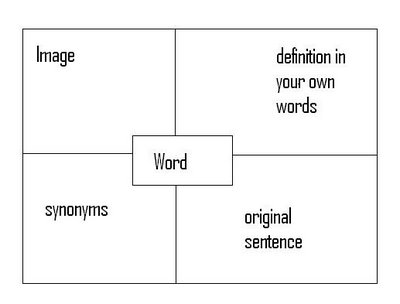 Image
definition in
your own
words
Word
synonyms
original
sentence